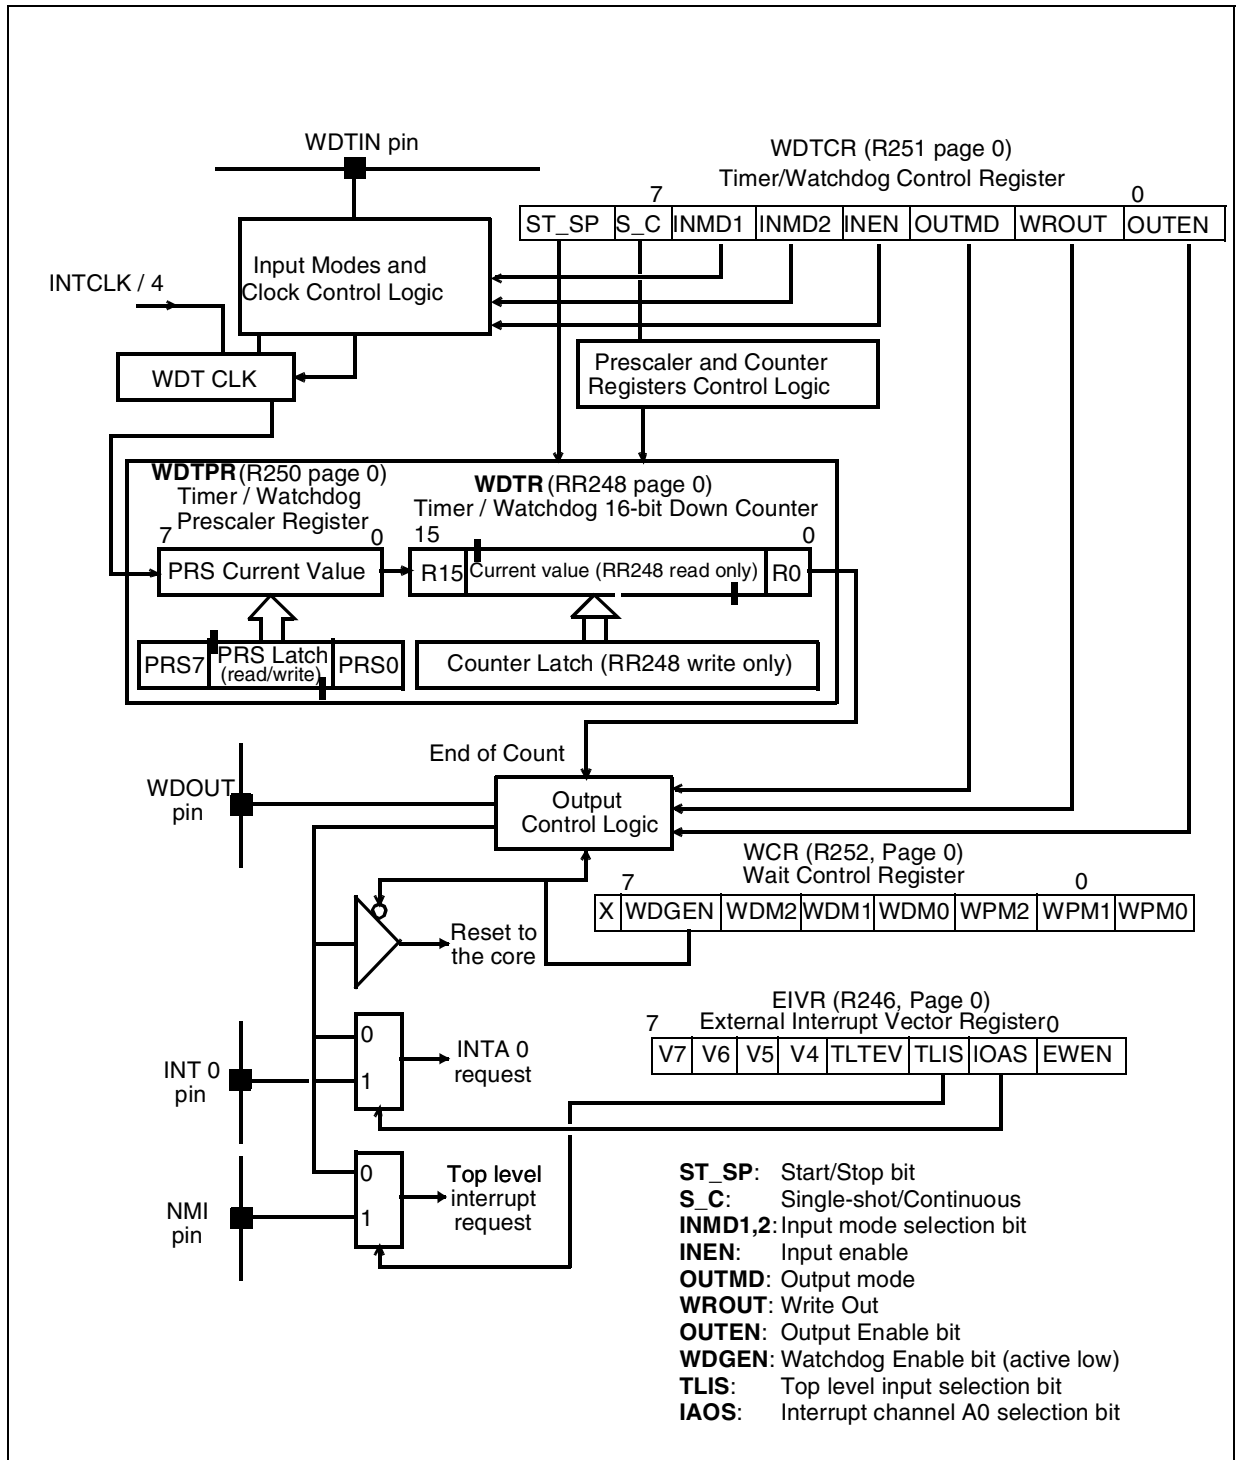 WDTIN pin
WDTCR (R251 page 0)
Timer/Watchdog Control Register
7 0
ST_SP S_C INMD1 INMD2 INEN OUTMD WROUT OUTEN
INTCLK / 4
Input Modes and
Clock Control Logic
WDT CLK
Prescaler and Counter
Registers Control Logic
WDTPR (R250 page 0)
Timer / Watchdog
Prescaler Register
7 0
WDTR (RR248 page 0)
Timer / Watchdog 16-bit Down Counter
15 0
PRS Current Value
R15 Current value (RR248 read only) R0
PRS7 PRS Latch PRS0
(read/write)
Counter Latch (RR248 write only)
End of Count
WDOUT
pin
Output
Control Logic
WCR (R252, Page 0)
Wait Control Register
7 0
X WDGEN WDM2 WDM1 WDM0 WPM2 WPM1 WPM0
Reset to
the core
EIVR (R246, Page 0)
External Interrupt Vector Register
7 0
V7 V6 V5 V4 TLTEV TLIS IOAS EWEN
INT 0
pin
0
1
INTA 0
request
NMI
pin
0
1
Top level
interrupt
request
ST_SP: Start/Stop bit
S_C: Single-shot/Continuous
INMD1,2: Input mode selection bit
INEN: Input enable
OUTMD: Output mode
WROUT: Write Out
OUTEN: Output Enable bit
WDGEN: Watchdog Enable bit (active low)
TLIS: Top level input selection bit
IAOS: Interrupt channel A0 selection bit